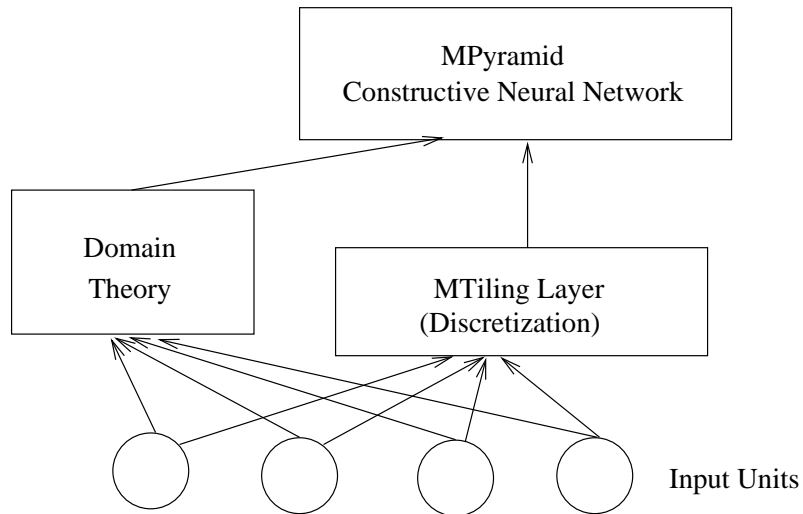 MPyramid
Constructive Neural Network
Domain
Theory
MTiling Layer
(Discretization)
Input Units